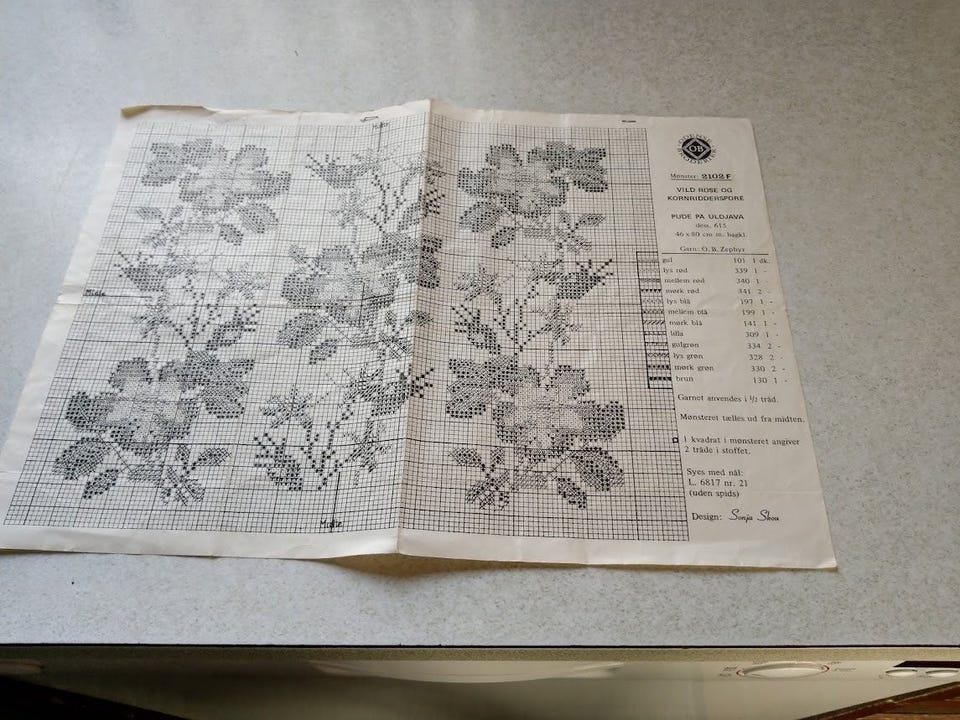 ODENSE
OB
BRODERIER
Mønster: 2102 F
VILD ROSE OG
KORNRIDDERSPORE
PUDE PÅ ULDJAVA
dess. 615
46 x 80 cm m. bagkl.
Garn: O. B. Zephyr
gul 101 1 dk.
lys rød 339 1 -
mellem rød 340 1 -
mørk rød 341 2 -
lys blå 197 1 -
mellem blå 199 1 -
mørk blå 141 1 -
lilla 309 1 -
gulgrøn 334 2 -
lys grøn 328 2 -
mørk grøn 330 2 -
brun 130 1 -
Garnet anvendes i ½ tråd.
Mønsteret tælles ud fra midten.
1 kvadrat i mønsteret angiver
2 tråde i stoffet.
Syes med nål:
L. 6817 nr. 21
(uden spids)
Design: Sonja Skou
Midte